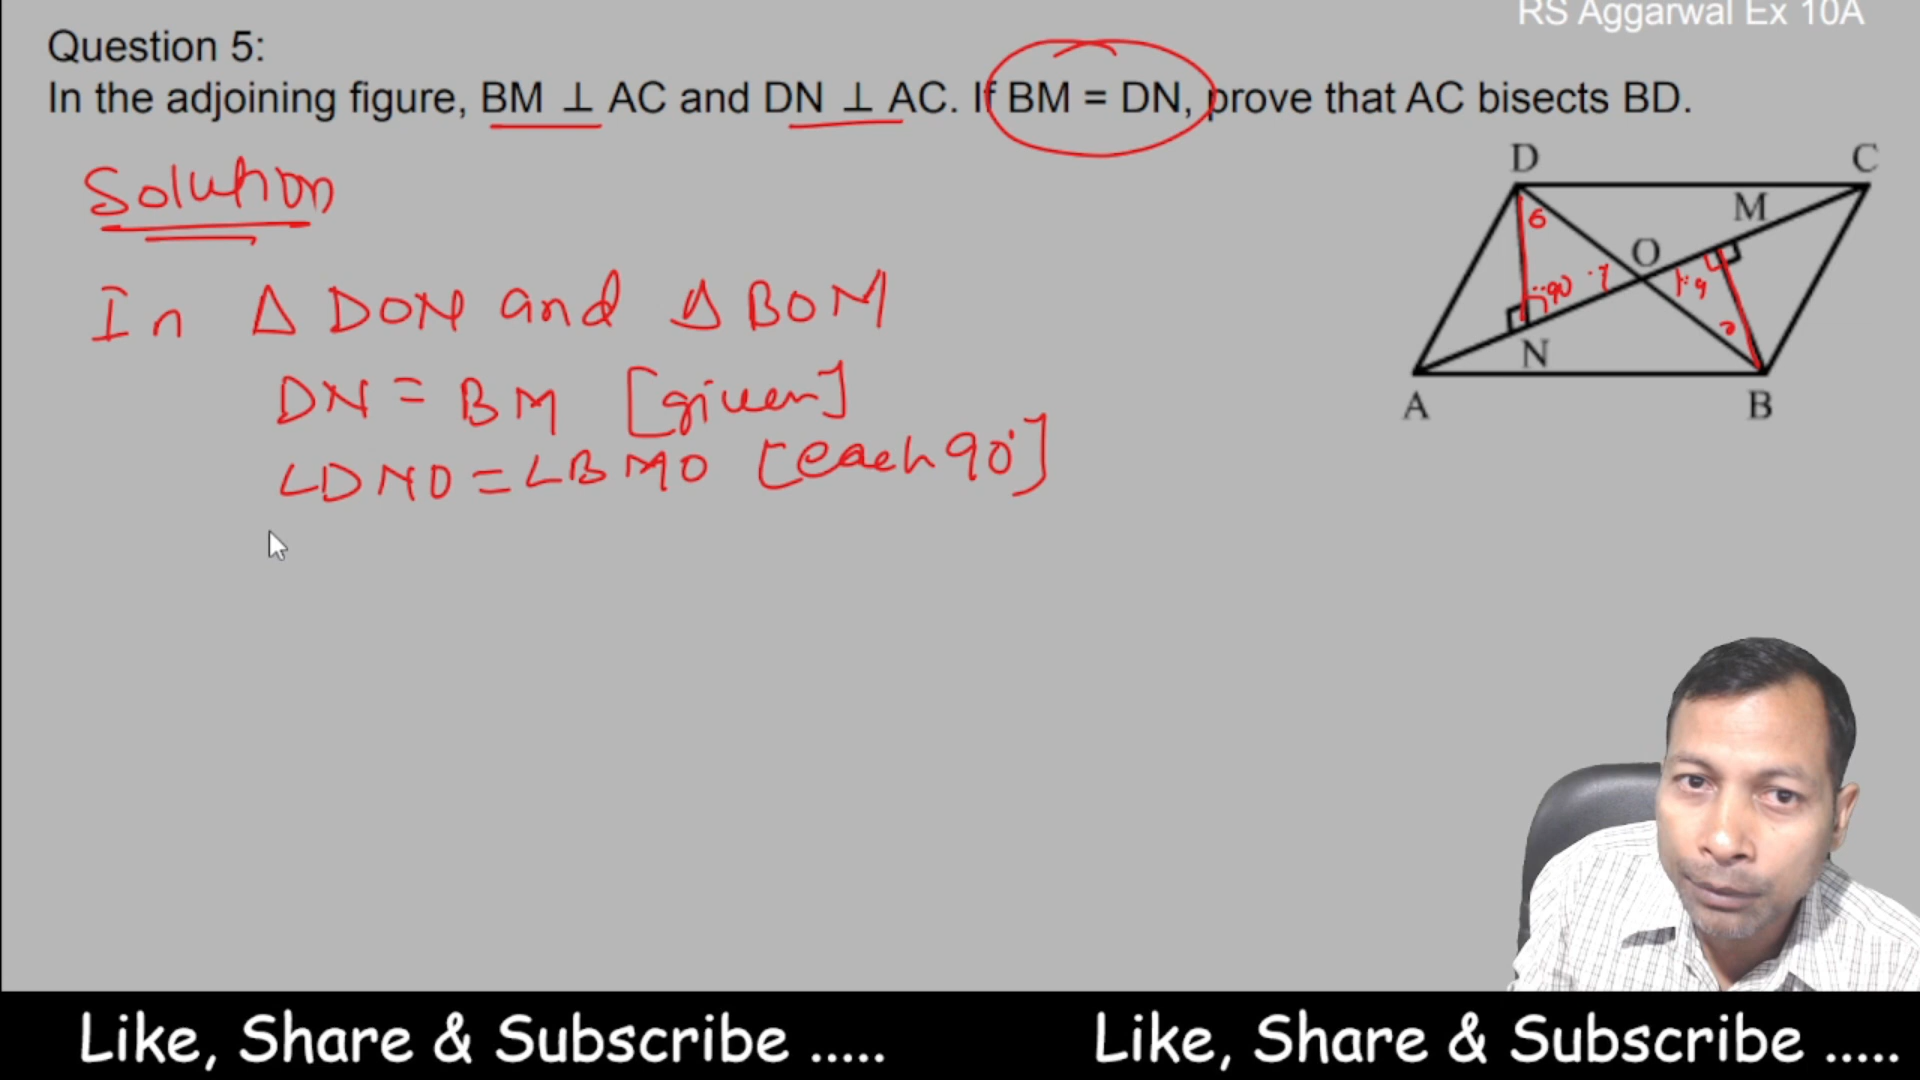 RS Aggarwal Ex 10A
Question 5:
In the adjoining figure, BM ⊥ AC and DN ⊥ AC. If BM = DN, prove that AC bisects BD.
Solution
In Δ DON and Δ BOM
DN = BM [given]
∠DNO = ∠BMO [each 90°]
D
C
M
O
90
N
A
B
Like, Share & Subscribe .....
Like, Share & Subscribe .....